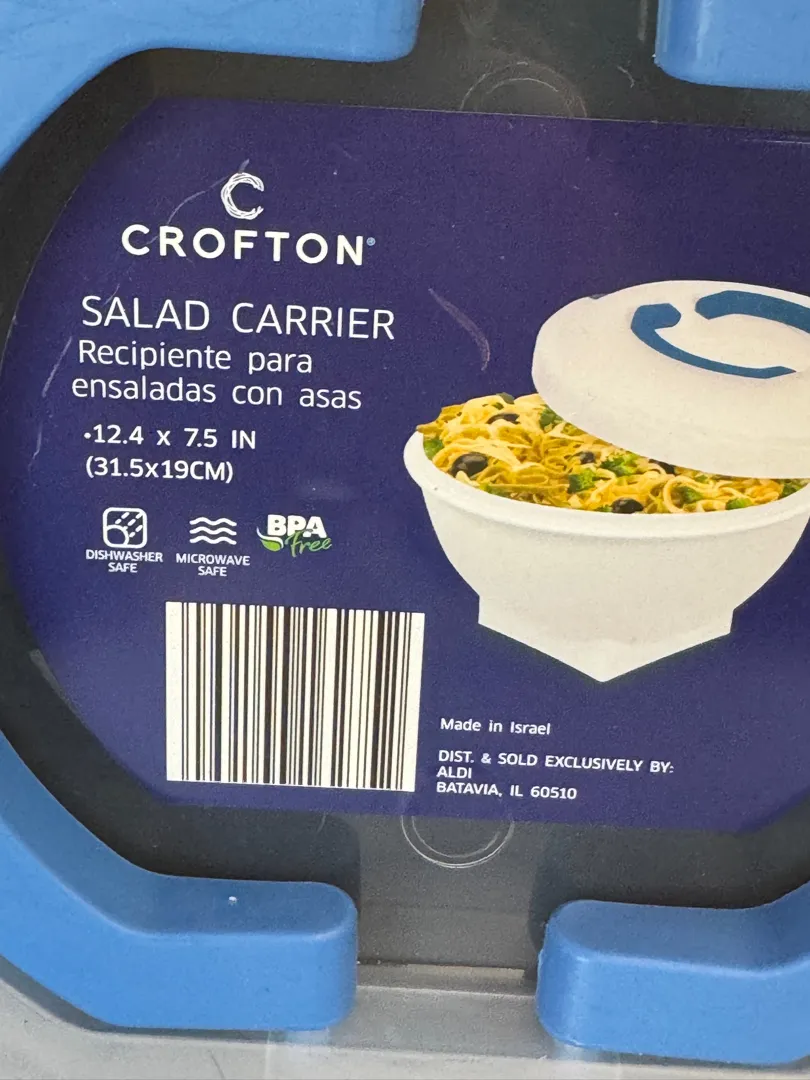 C
CROFTON®
SALAD CARRIER
Recipiente para
ensaladas con asas
•12.4 x 7.5 IN
(31.5x19CM)
DISHWASHER
SAFE
MICROWAVE
SAFE
BPA
Free
Made in Israel
DIST. & SOLD EXCLUSIVELY BY:
ALDI
BATAVIA, IL 60510